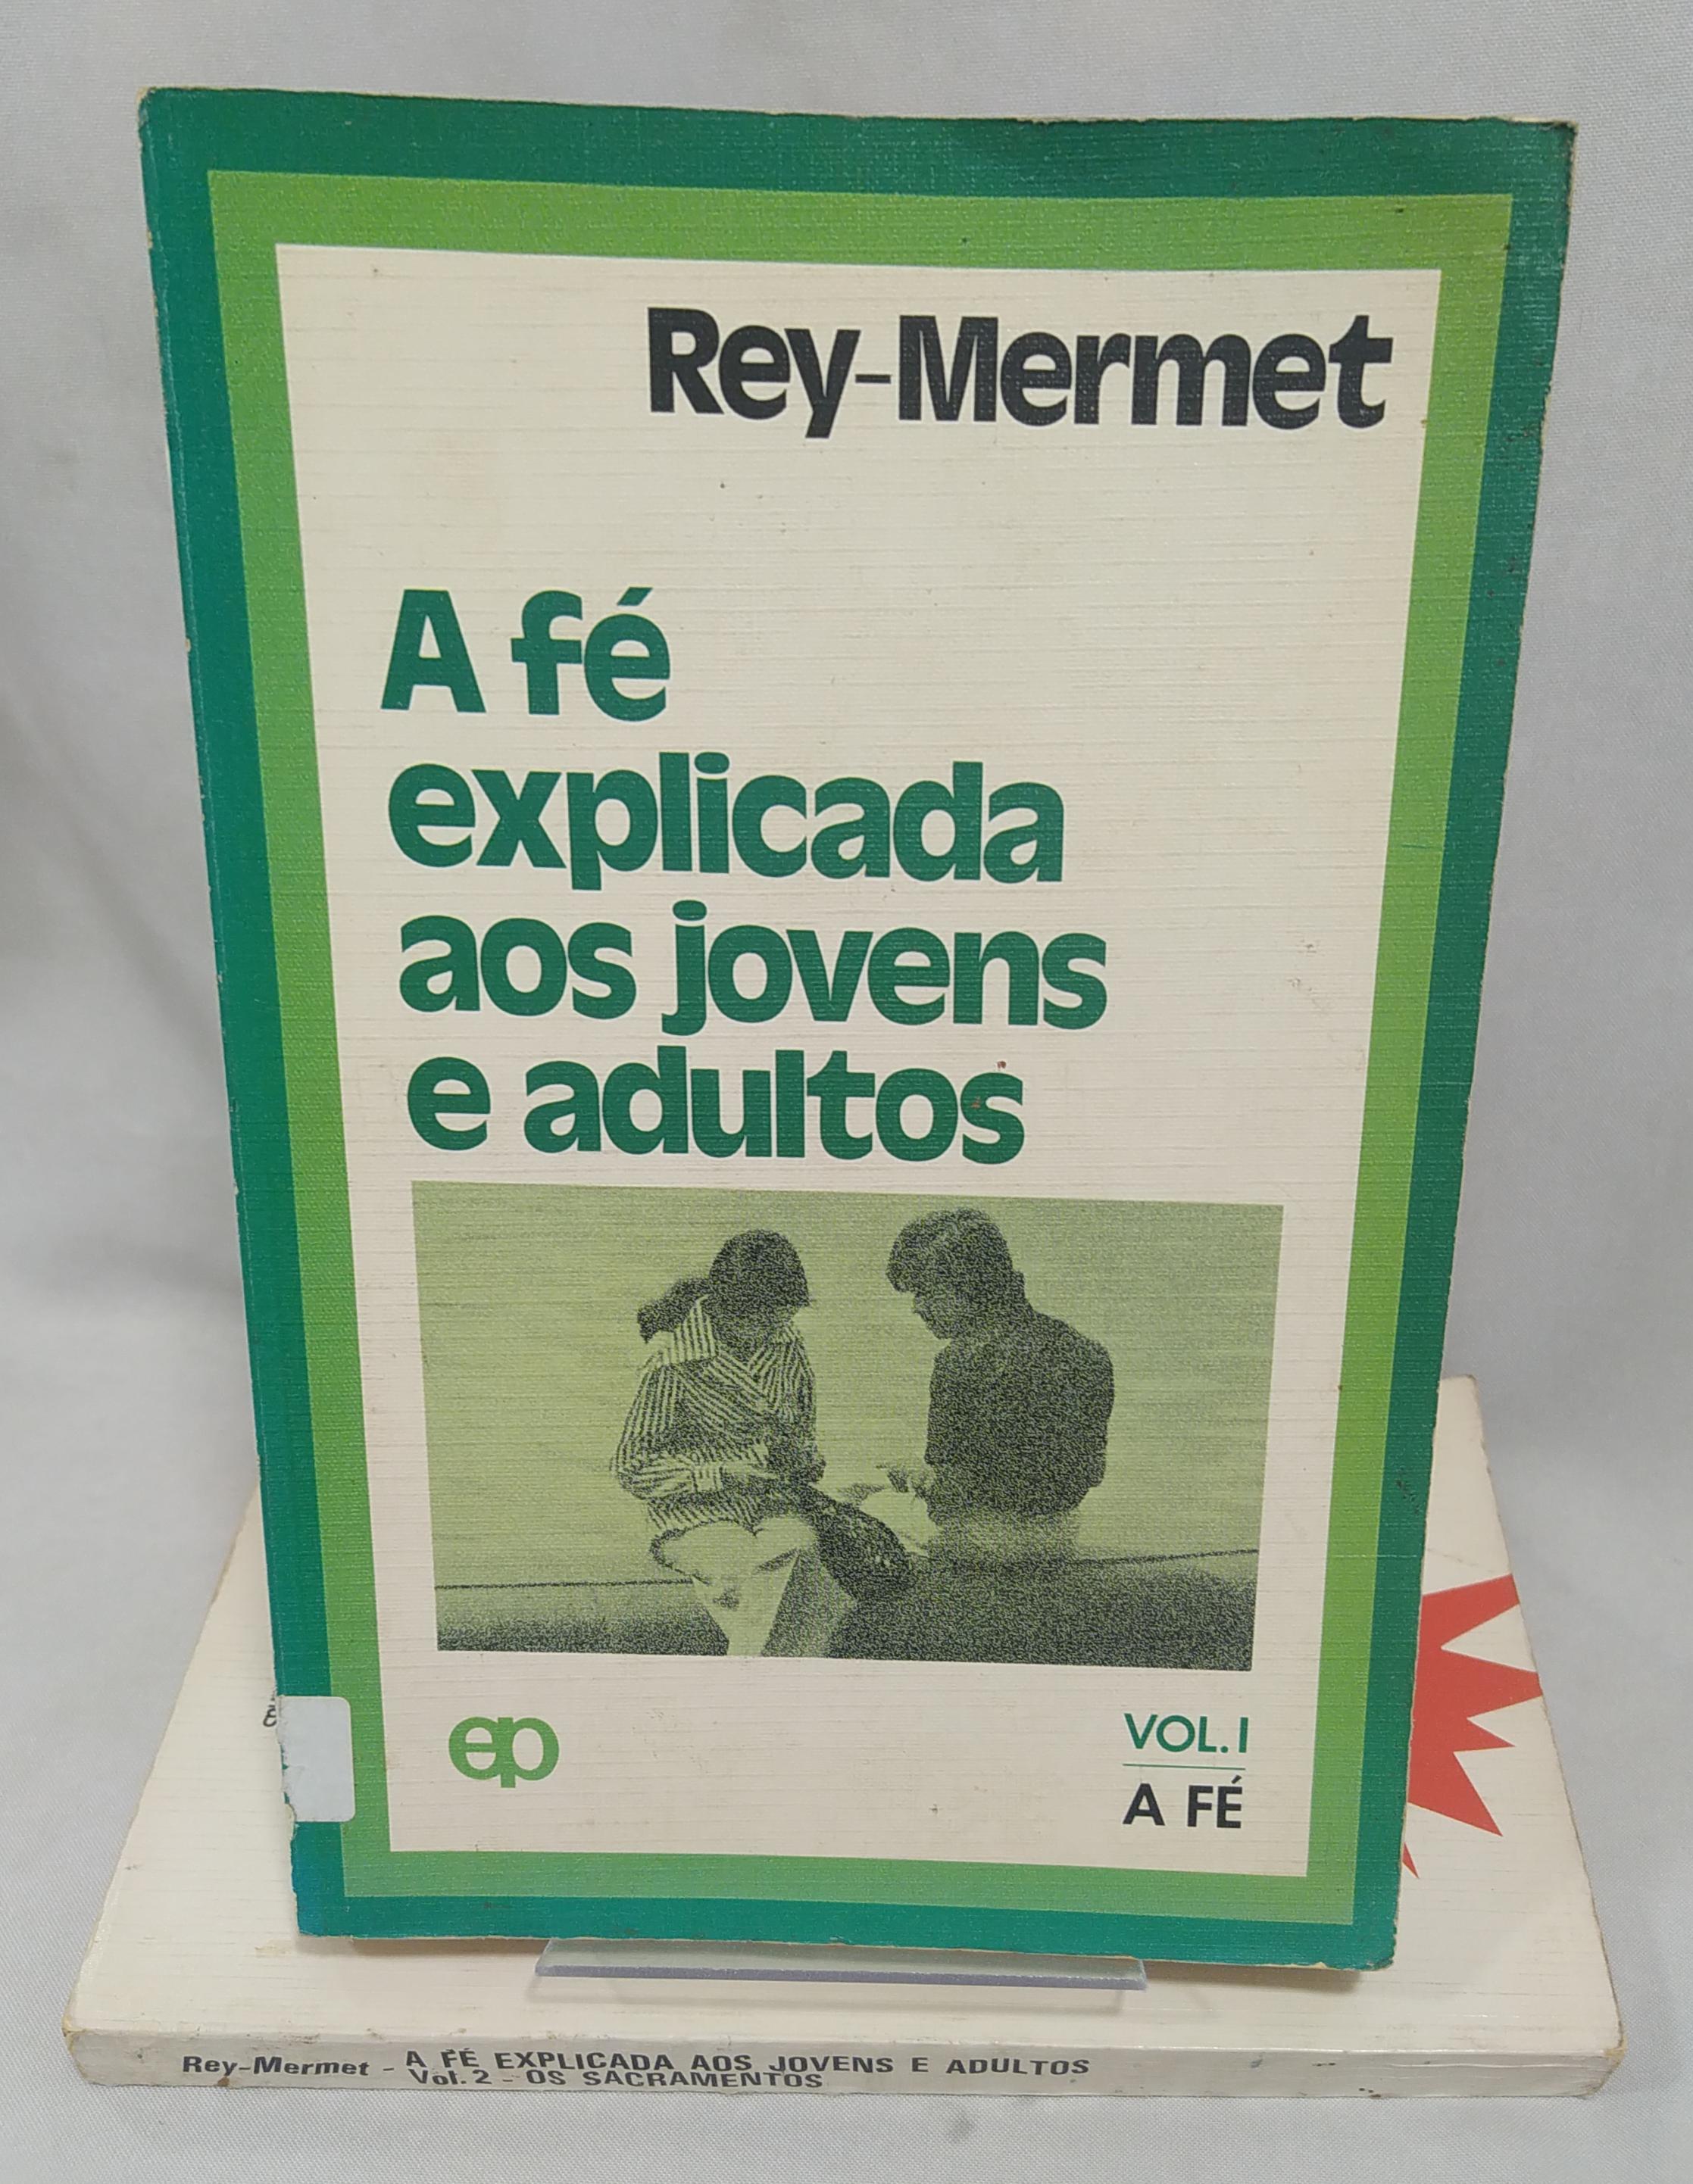 Rey-Mermet
A fé
explicada
aos jovens
e adultos
ep
VOL. I
A FÉ
Rey-Mermet - A FÉ EXPLICADA AOS JOVENS E ADULTOS
Vol. 2 - OS SACRAMENTOS